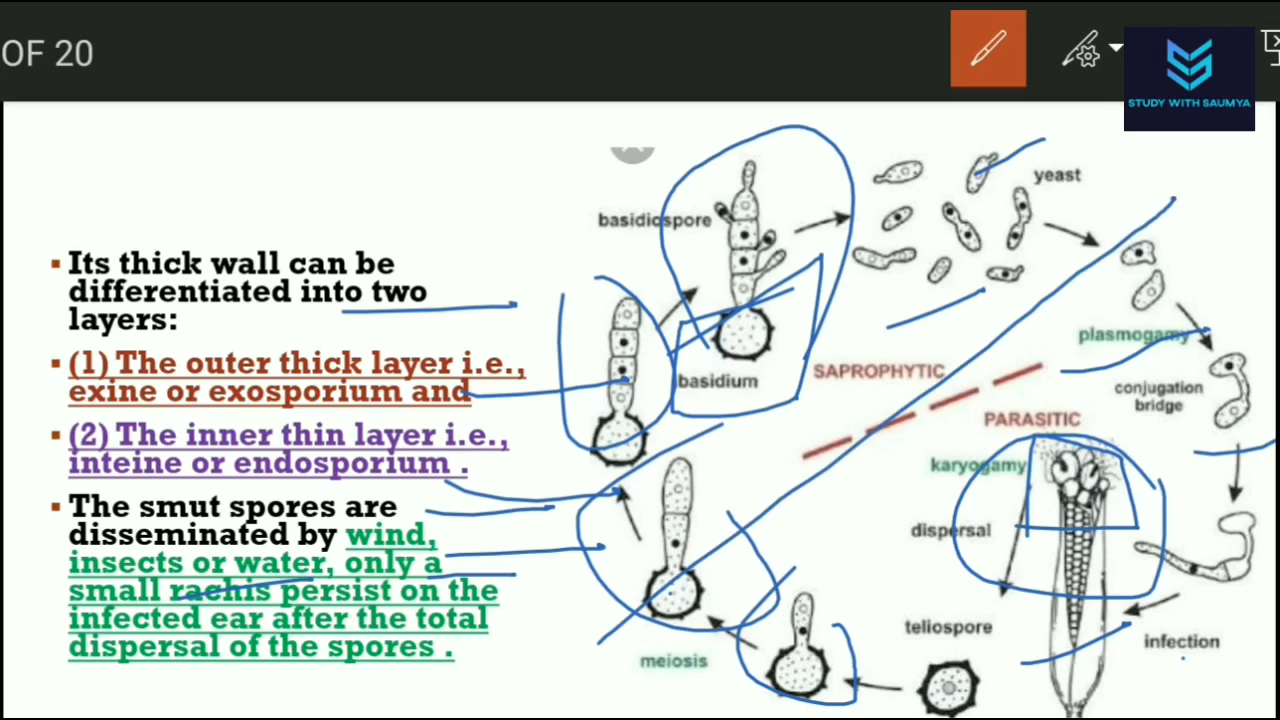 OF 20
STUDY WITH SAUMYA
▪ Its thick wall can be
differentiated into two
layers:
▪ (1) The outer thick layer i.e.,
exine or exosporium and
▪ (2) The inner thin layer i.e.,
inteine or endosporium .
▪ The smut spores are
disseminated by wind,
insects or water, only a
small rachis persist on the
infected ear after the total
dispersal of the spores .
basidiospore
yeast
plasmogamy
basidium
SAPROPHYTIC
conjugation
bridge
PARASITIC
karyogamy
dispersal
teliospore
infection
meiosis